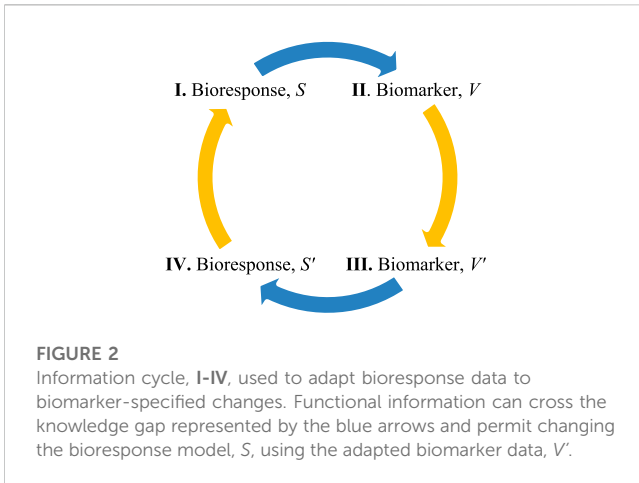 I. Bioresponse, S II. Biomarker, V
IV. Bioresponse, S′ III. Biomarker, V′
FIGURE 2
Information cycle, I-IV, used to adapt bioresponse data to
biomarker-specified changes. Functional information can cross the
knowledge gap represented by the blue arrows and permit changing
the bioresponse model, S, using the adapted biomarker data, V′.